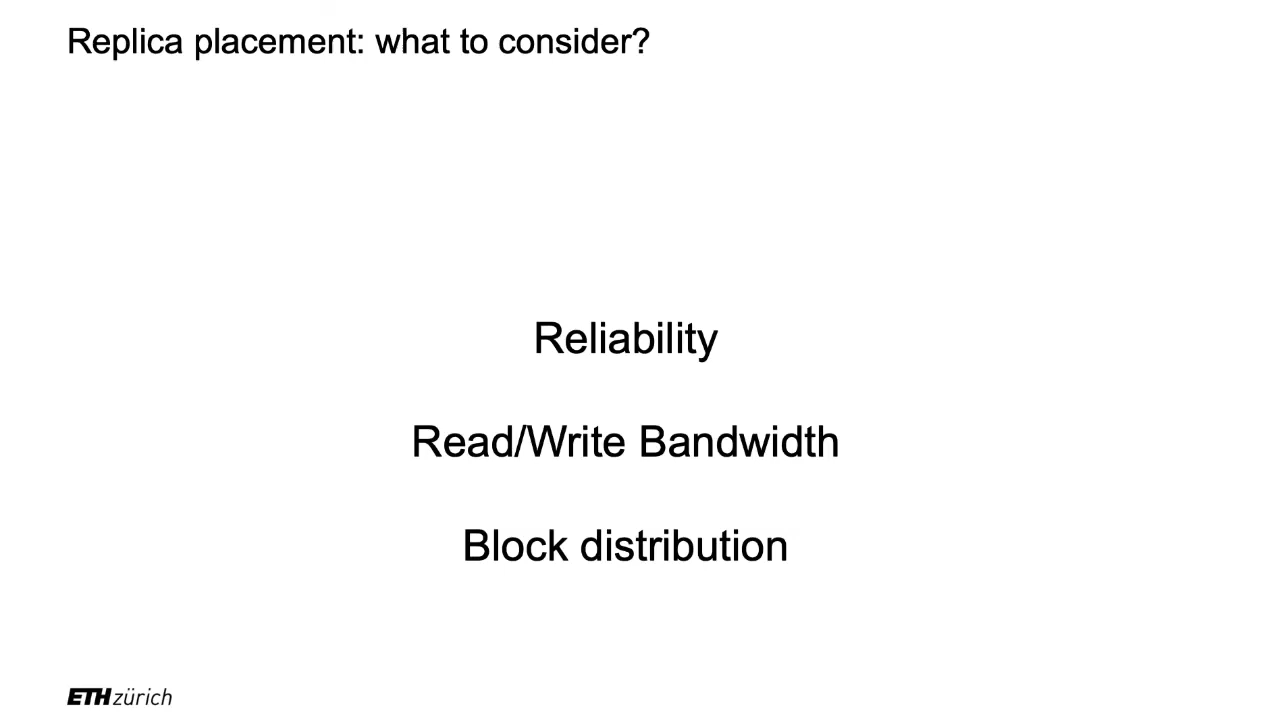 Replica placement: what to consider?
Reliability
Read/Write Bandwidth
Block distribution
ETH zürich